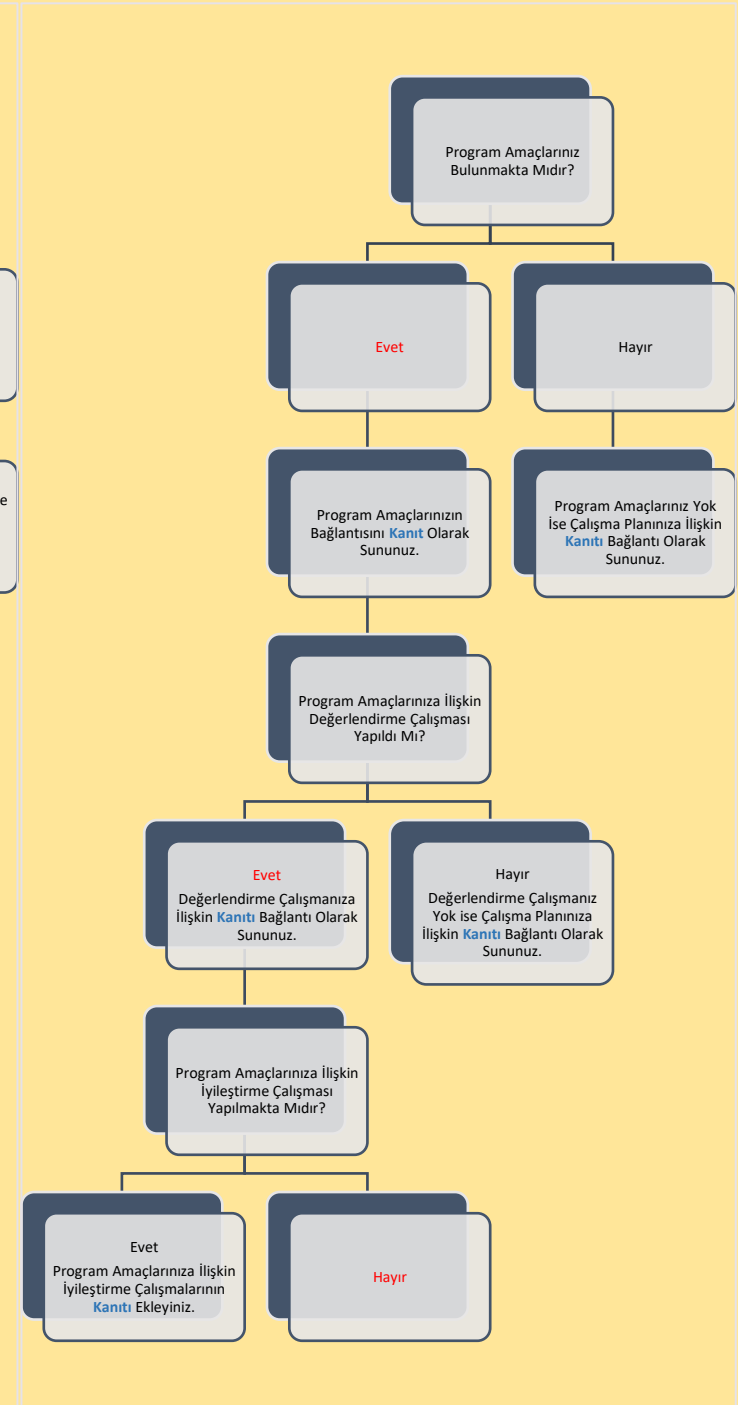 Program Amaçlarınız
Bulunmakta Mıdır?
Evet
Hayır
Program Amaçlarınızın
Bağlantısını Kanıt Olarak
Sununuz.
Program Amaçlarınız Yok
İse Çalışma Planınıza İlişkin
Kanıtı Bağlantı Olarak
Sununuz.
Program Amaçlarınıza İlişkin
Değerlendirme Çalışması
Yapıldı Mı?
Evet
Değerlendirme Çalışmanıza
İlişkin Kanıtı Bağlantı Olarak
Sununuz.
Hayır
Değerlendirme Çalışmanız
Yok ise Çalışma Planınıza
İlişkin Kanıtı Bağlantı Olarak
Sununuz.
Program Amaçlarınıza İlişkin
İyileştirme Çalışması
Yapılmakta Mıdır?
Evet
Program Amaçlarınıza İlişkin
İyileştirme Çalışmalarının
Kanıtı Ekleyiniz.
Hayır